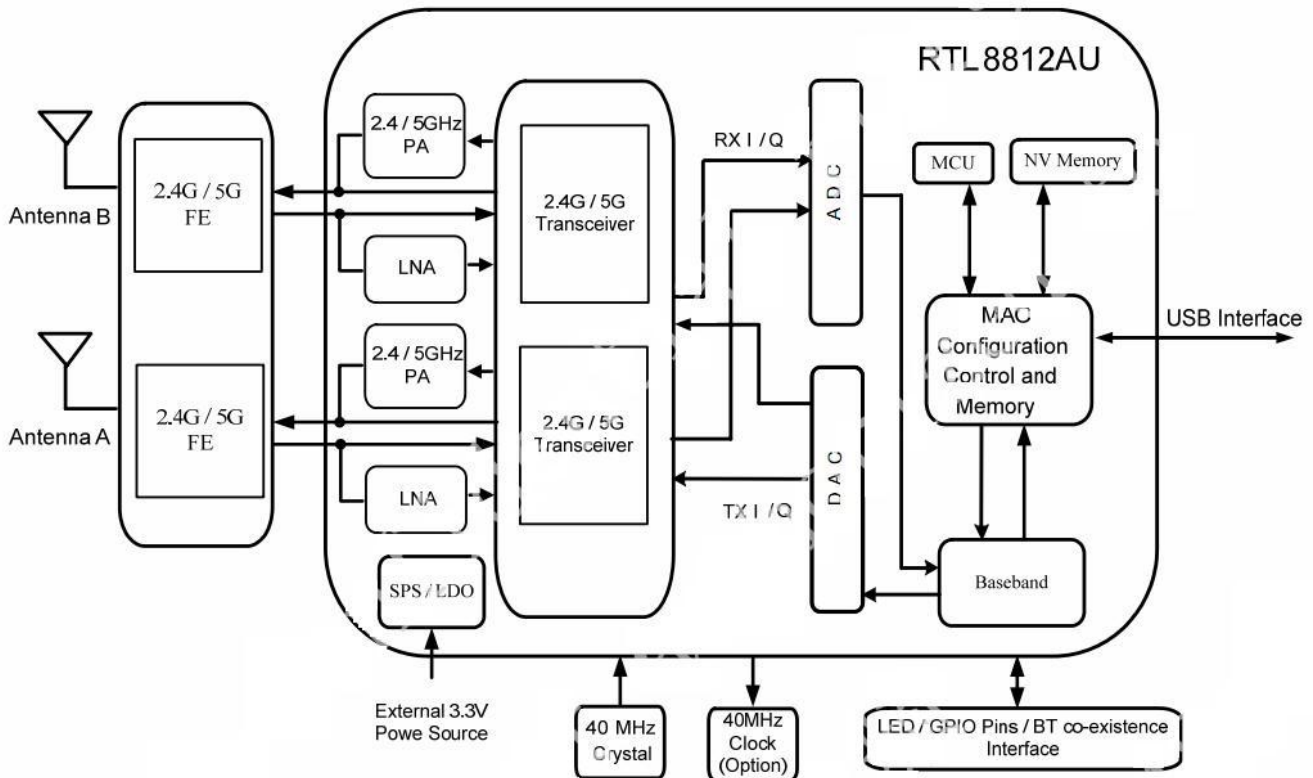 RTL8812AU
2.4 / 5GHz
PA
RX I / Q
ADC
MCU
NV Memory
2.4G / 5G
FE
Antenna B
2.4G / 5G
Transceiver
LNA
MAC
Configuration
Control and
Memory
USB Interface
2.4 / 5GHz
PA
2.4G / 5G
FE
Antenna A
2.4G / 5G
Transceiver
DAC
LNA
TX I / Q
SPS / LDO
Baseband
External 3.3V
Power Source
40 MHz
Crystal
40MHz
Clock
(Option)
LED / GPIO Pins / BT co-existence
Interface